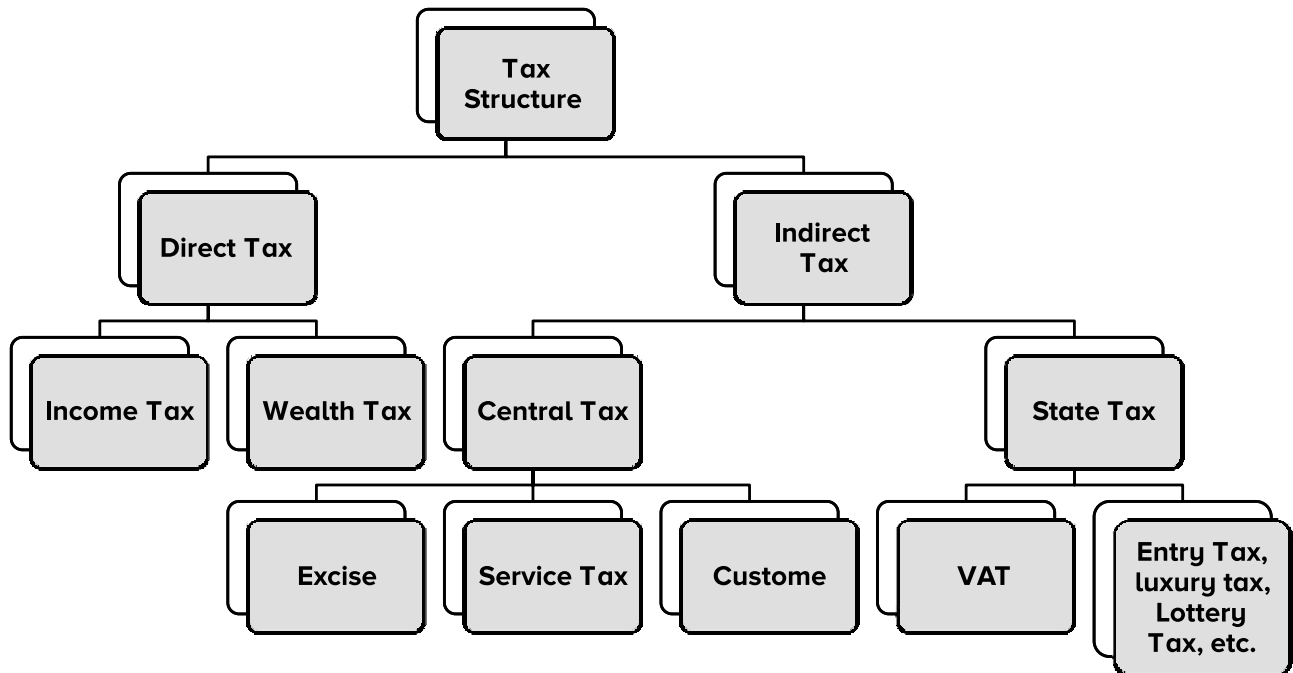 Tax
Structure
Direct Tax
Indirect
Tax
Income Tax
Wealth Tax
Central Tax
State Tax
Excise
Service Tax
Custome
VAT
Entry Tax,
luxury tax,
Lottery
Tax, etc.